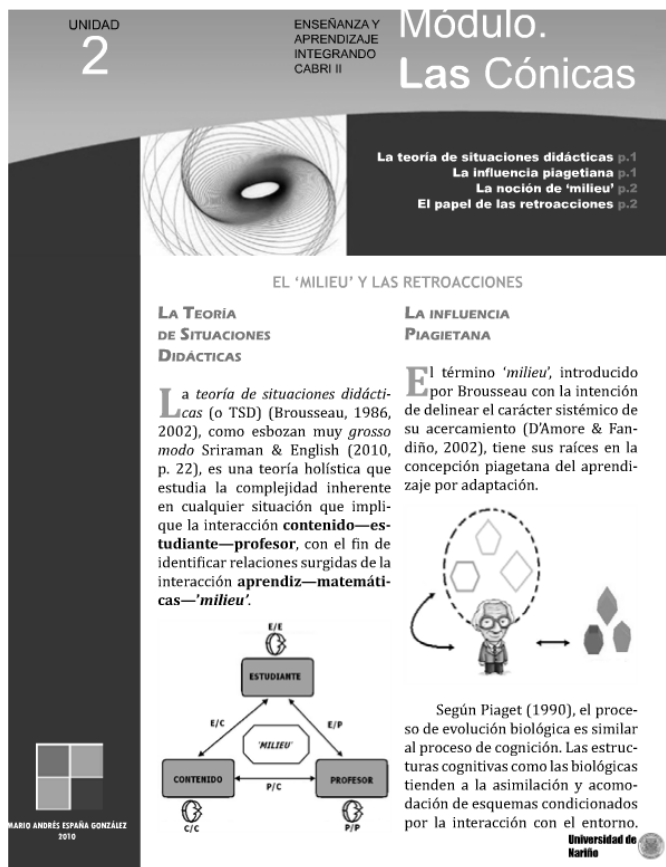 UNIDAD
2
ENSEÑANZA Y
APRENDIZAJE
INTEGRANDO
CABRI II
Módulo.
Las Cónicas
La teoría de situaciones didácticas p.1
La influencia piagetiana p.1
La noción de ‘milieu’ p.2
El papel de las retroacciones p.2
EL ‘MILIEU’ Y LAS RETROACCIONES
LA TEORÍA
DE SITUACIONES
DIDÁCTICAS
La teoría de situaciones didácti-
cas (o TSD) (Brousseau, 1986,
2002), como esbozan muy grosso
modo Sriraman & English (2010,
p. 22), es una teoría holística que
estudia la complejidad inherente
en cualquier situación que impli-
que la interacción contenido—es-
tudiante—profesor, con el fin de
identificar relaciones surgidas de la
interacción aprendiz—matemáti-
cas—'milieu'.
E/E
ESTUDIANTE
E/C
E/P
'MILIEU'
CONTENIDO
P/C
PROFESOR
C/C
P/P
LA INFLUENCIA
PIAGIETANA
El término ‘milieu’, introducido
por Brousseau con la intención
de delinear el carácter sistémico de
su acercamiento (D’Amore & Fan-
diño, 2002), tiene sus raíces en la
concepción piagetana del aprendi-
zaje por adaptación.
Según Piaget (1990), el proce-
so de evolución biológica es similar
al proceso de cognición. Las estruc-
turas cognitivas como las biológicas
tienden a la asimilación y acomo-
dación de esquemas condicionados
por la interacción con el entorno.
MARIO ANDRÉS ESPAÑA GONZÁLEZ
2010
Universidad de
Nariño